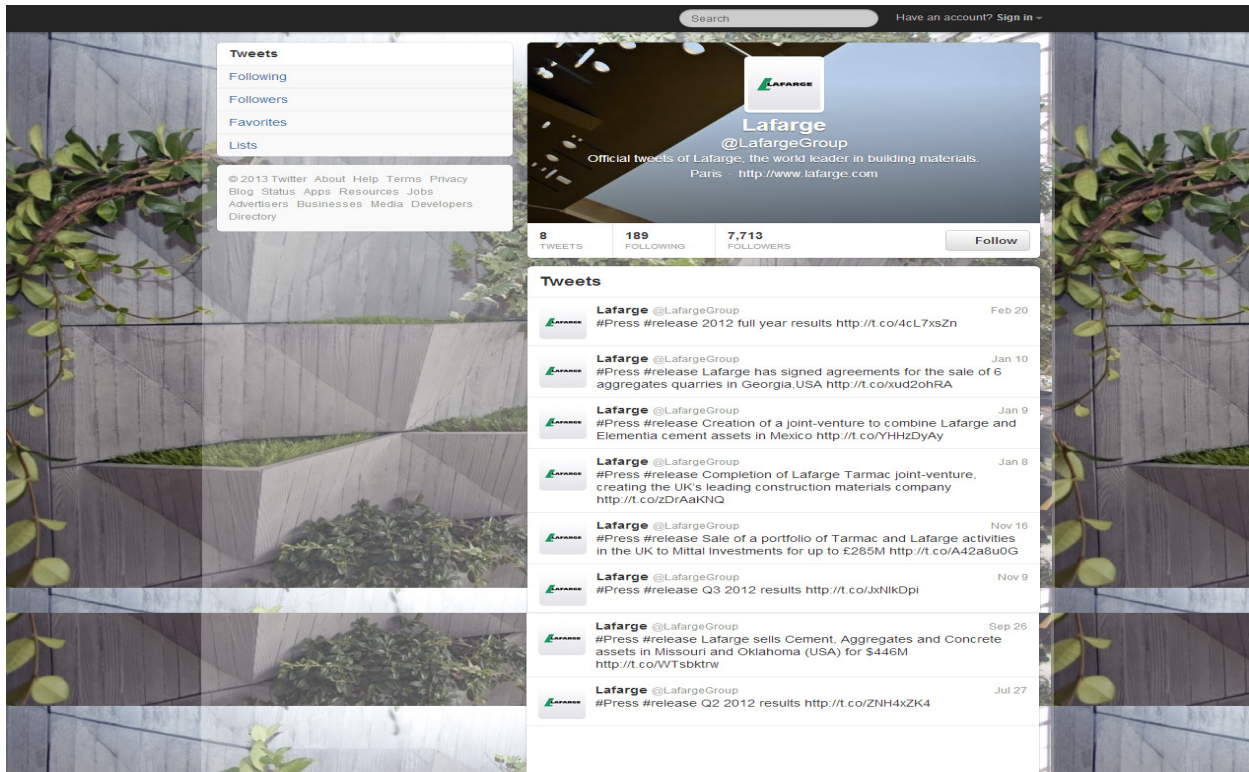 Search
Have an account? Sign in
Tweets
Following
Followers
Favorites
Lists
© 2013 Twitter About Help Terms Privacy
Blog Status Apps Resources Jobs
Advertisers Businesses Media Developers
Directory
LAFARGE
Lafarge
@LafargeGroup
Official tweets of Lafarge, the world leader in building materials.
Paris · http://www.lafarge.com
8 189 7,713
TWEETS FOLLOWING FOLLOWERS
Follow
Tweets
Lafarge @LafargeGroup Feb 20
LAFARGE
#Press #release 2012 full year results http://t.co/4cL7xsZn
Lafarge @LafargeGroup Jan 10
LAFARGE
#Press #release Lafarge has signed agreements for the sale of 6
aggregates quarries in Georgia,USA http://t.co/xud2ohRA
Lafarge @LafargeGroup Jan 9
LAFARGE
#Press #release Creation of a joint-venture to combine Lafarge and
Elementia cement assets in Mexico http://t.co/YHHzDyAy
Lafarge @LafargeGroup Jan 8
LAFARGE
#Press #release Completion of Lafarge Tarmac joint-venture,
creating the UK's leading construction materials company
http://t.co/zDrAaKNQ
Lafarge @LafargeGroup Nov 16
LAFARGE
#Press #release Sale of a portfolio of Tarmac and Lafarge activities
in the UK to Mittal Investments for up to £285M http://t.co/A42a8u0G
Lafarge @LafargeGroup Nov 9
LAFARGE
#Press #release Q3 2012 results http://t.co/JxNlkDpi
Lafarge @LafargeGroup Sep 26
LAFARGE
#Press #release Lafarge sells Cement, Aggregates and Concrete
assets in Missouri and Oklahoma (USA) for $446M
http://t.co/WTsbktrw
Lafarge @LafargeGroup Jul 27
LAFARGE
#Press #release Q2 2012 results http://t.co/ZNH4xZK4